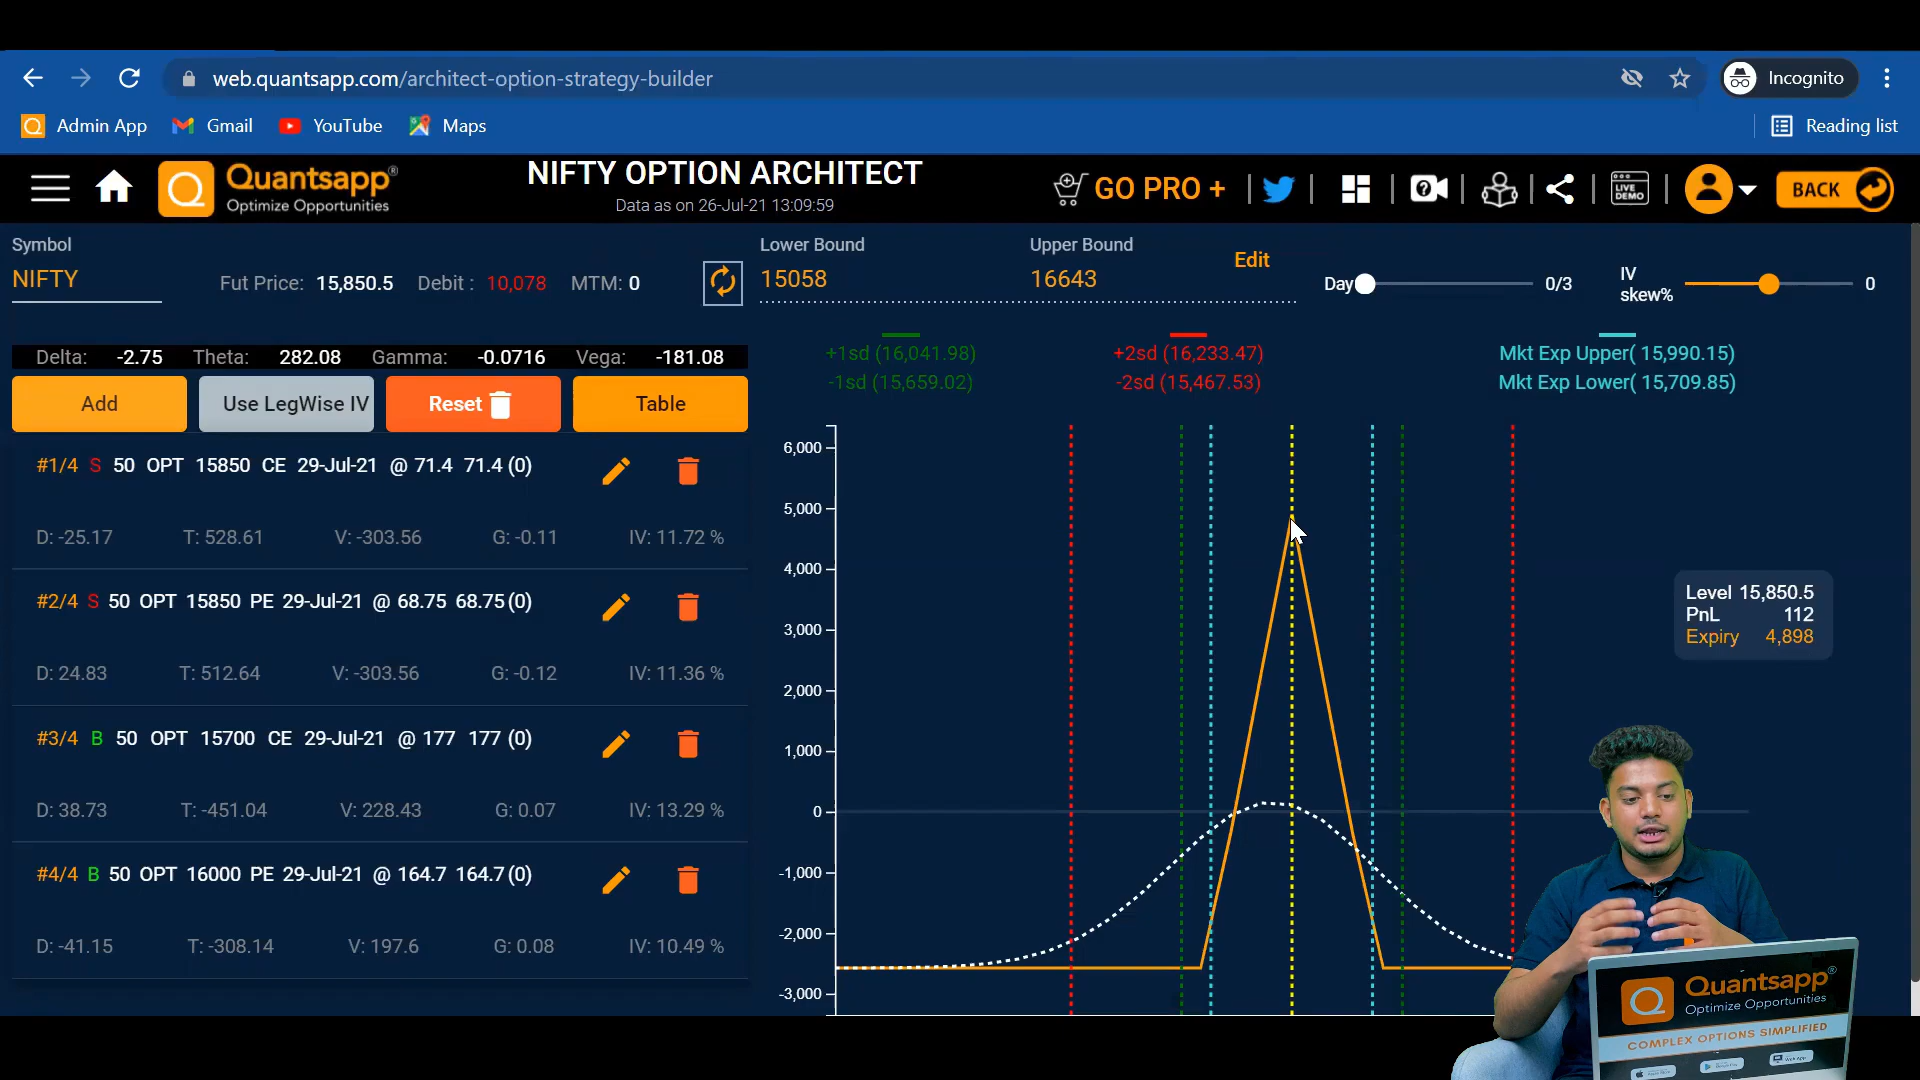 web.quantsapp.com/architect-option-strategy-builder
Incognito
Admin App
Gmail
YouTube
Maps
Reading list
Quantsapp®
Optimize Opportunities
NIFTY OPTION ARCHITECT
Data as on 26-Jul-21 13:09:59
GO PRO +
LIVE DEMO
BACK
Symbol
NIFTY
Fut Price: 15,850.5 Debit : 10,078 MTM: 0
Lower Bound
15058
Upper Bound
16643
Edit
Day 0/3
IV skew% 0
Delta: -2.75 Theta: 282.08 Gamma: -0.0716 Vega: -181.08
Add
Use LegWise IV
Reset
Table
+1sd (16,041.98)
-1sd (15,659.02)
+2sd (16,233.47)
-2sd (15,467.53)
Mkt Exp Upper( 15,990.15)
Mkt Exp Lower( 15,709.85)
#1/4 S 50 OPT 15850 CE 29-Jul-21 @ 71.4 71.4 (0)
D: -25.17 T: 528.61 V: -303.56 G: -0.11 IV: 11.72 %
#2/4 S 50 OPT 15850 PE 29-Jul-21 @ 68.75 68.75 (0)
D: 24.83 T: 512.64 V: -303.56 G: -0.12 IV: 11.36 %
#3/4 B 50 OPT 15700 CE 29-Jul-21 @ 177 177 (0)
D: 38.73 T: -451.04 V: 228.43 G: 0.07 IV: 13.29 %
#4/4 B 50 OPT 16000 PE 29-Jul-21 @ 164.7 164.7 (0)
D: -41.15 T: -308.14 V: 197.6 G: 0.08 IV: 10.49 %
6,000
5,000
4,000
3,000
2,000
1,000
0
-1,000
-2,000
-3,000
Level 15,850.5
PnL 112
Expiry 4,898
Quantsapp®
Optimize Opportunities
COMPLEX OPTIONS SIMPLIFIED